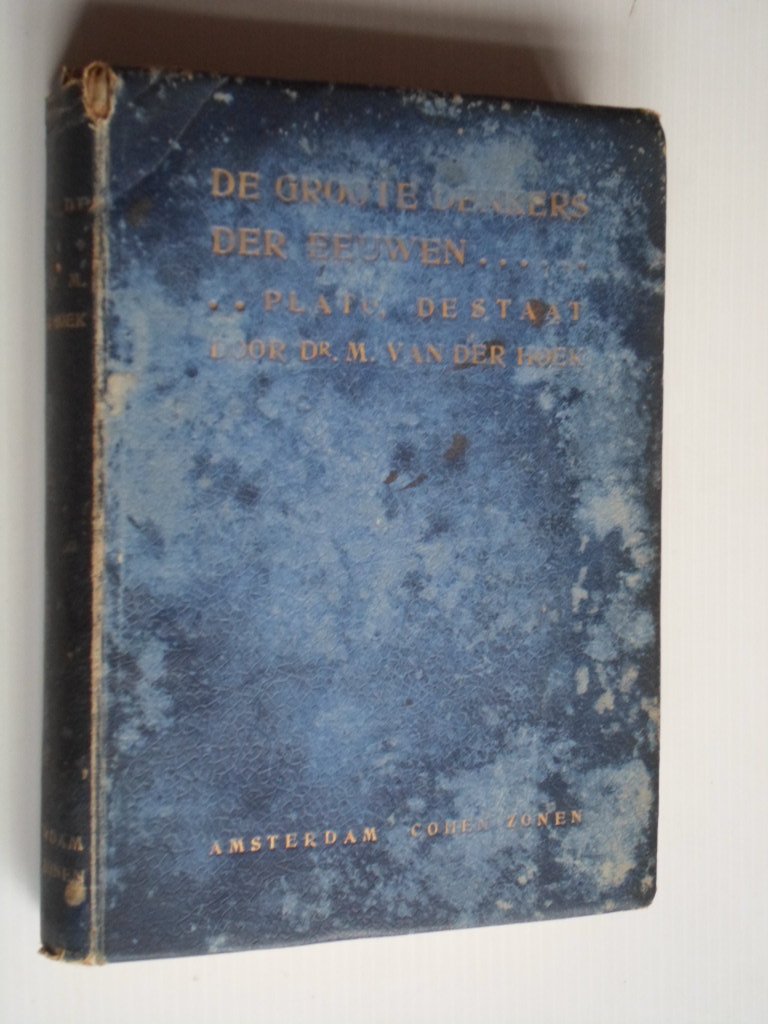 DE GROOTE DENKERS
DER EEUWEN......
..PLATO, DE STAAT
DOOR DR. M. VAN DER HOEK
AMSTERDAM COHEN ZONEN